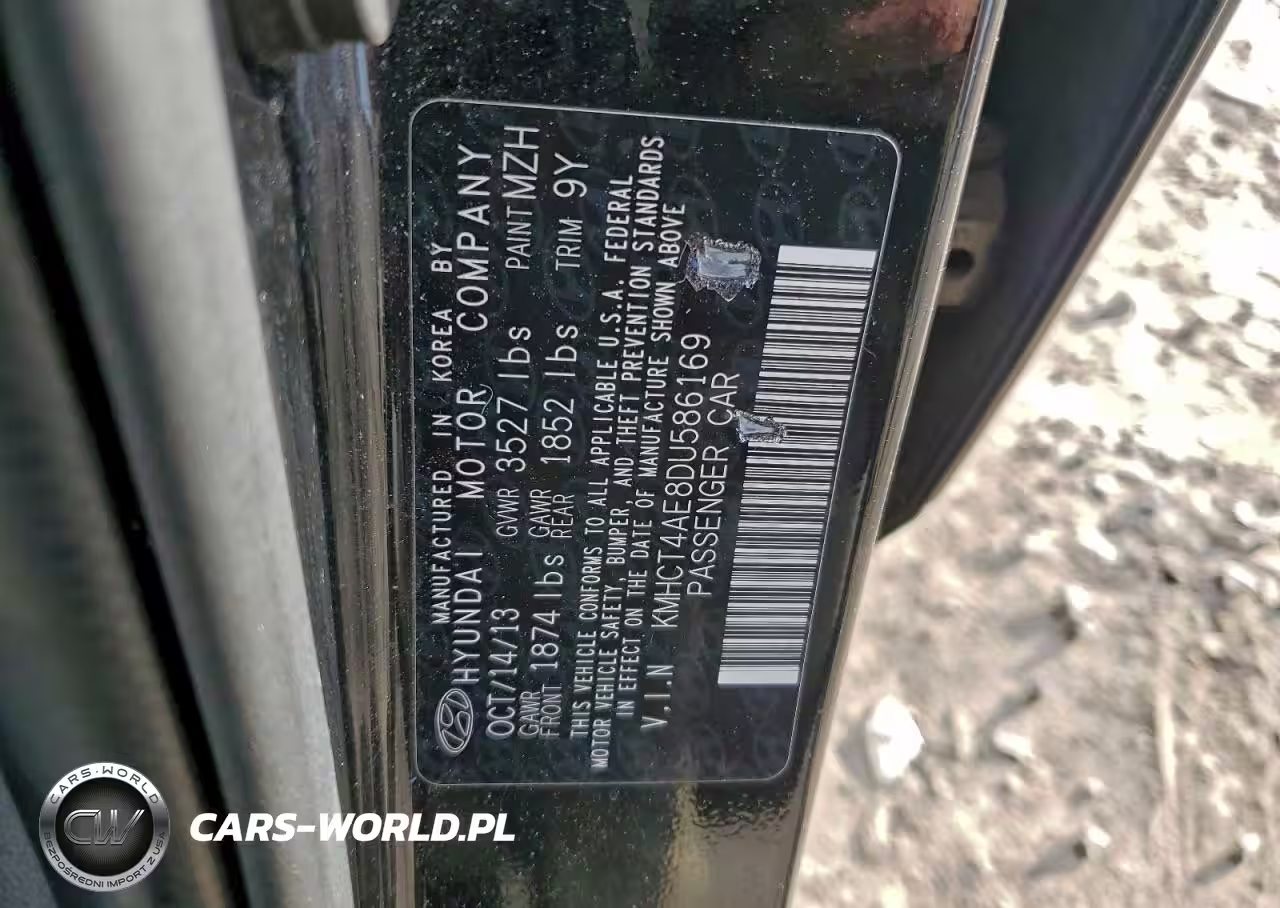 MANUFACTURED IN KOREA BY
HYUNDAI MOTOR COMPANY
OCT/14/13 GVWR 3527 lbs PAINT MZH
GAWR FRONT 1874 lbs GAWR REAR 1852 lbs TRIM 9Y
THIS VEHICLE CONFORMS TO ALL APPLICABLE U.S.A. FEDERAL
MOTOR VEHICLE SAFETY, BUMPER, AND THEFT PREVENTION STANDARDS
IN EFFECT ON THE DATE OF MANUFACTURE SHOWN ABOVE
V.I.N KMHCT4AE8DU586169
PASSENGER CAR
CARS-WORLD
CW
BEZPOŚREDNI IMPORT Z USA
CARS-WORLD.PL